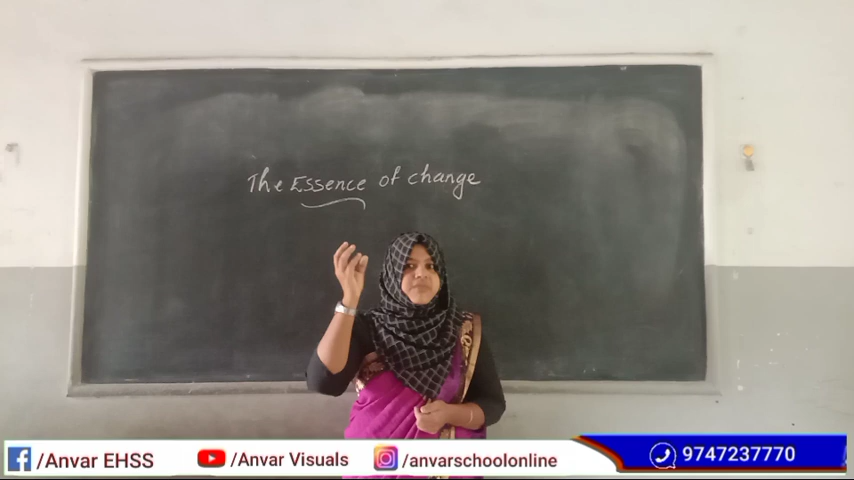 The Essence of change
/Anvar EHSS /Anvar Visuals /anvarschoolonline 9747237770